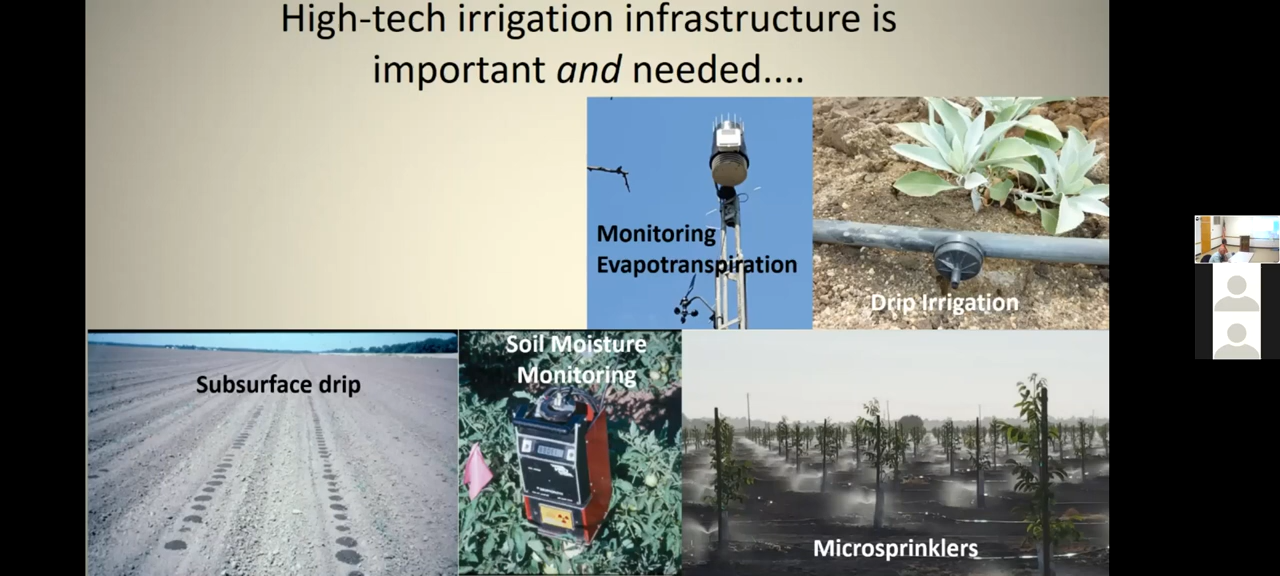 High-tech irrigation infrastructure is
important and needed....
Monitoring
Evapotranspiration
Drip Irrigation
Subsurface drip
Soil Moisture
Monitoring
Microsprinklers